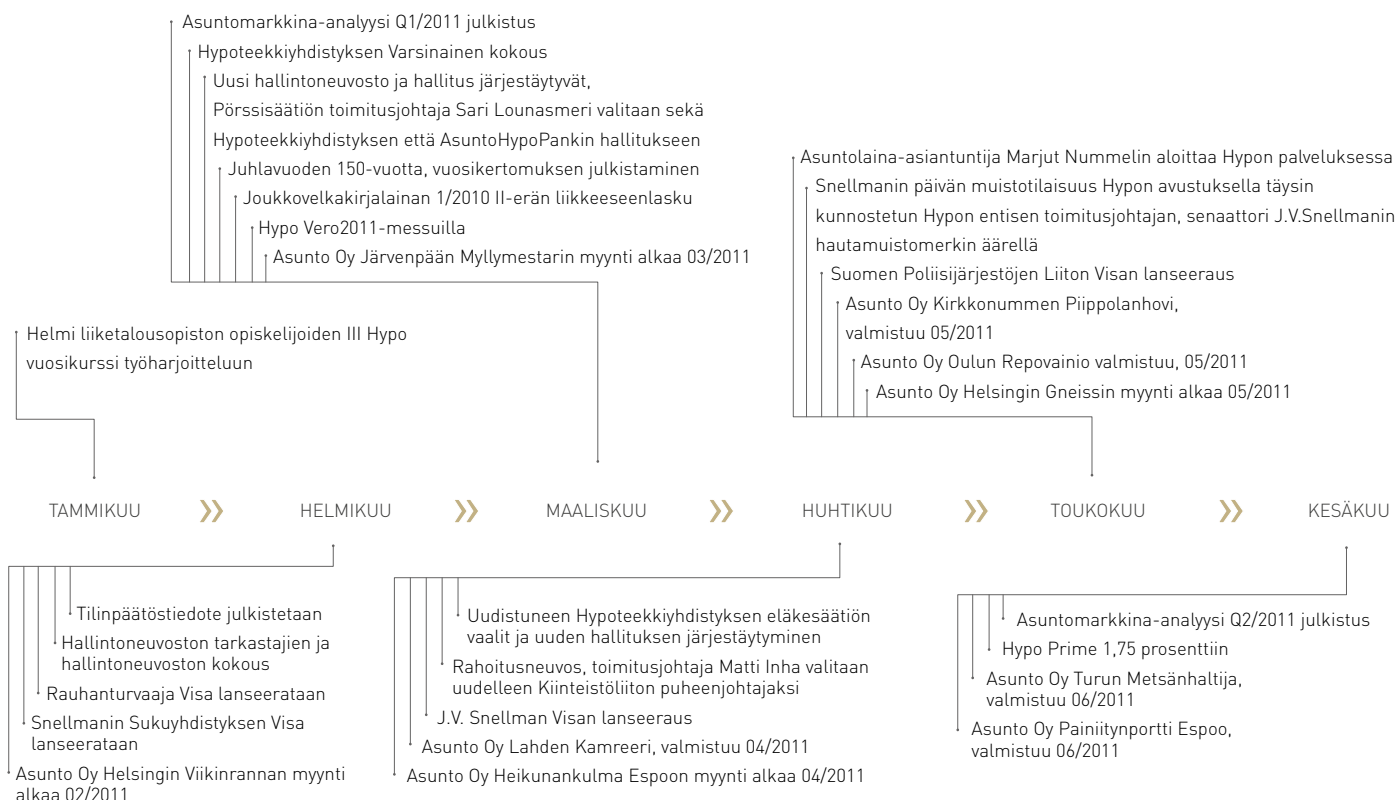 Asuntomarkkina-analyysi Q1/2011 julkistus
Hypoteekkiyhdistyksen Varsinainen kokous
Uusi hallintoneuvosto ja hallitus järjestäytyvät,
Pörssisäätiön toimitusjohtaja Sari Lounasmeri valitaan sekä
Hypoteekkiyhdistyksen että AsuntoHypoPankin hallitukseen
Juhlavuoden 150-vuotta, vuosikertomuksen julkistaminen
Joukkovelkakirjalainan 1/2010 II-erän liikkeeseenlasku
Hypo Vero2011-messuilla
Asunto Oy Järvenpään Myllymestarin myynti alkaa 03/2011
Asuntolaina-asiantuntija Marjut Nummelin aloittaa Hypon palveluksessa
Snellmanin päivän muistotilaisuus Hypon avustuksella täysin
kunnostetun Hypon entisen toimitusjohtajan, senaattori J.V.Snellmanin
hautamuistomerkin äärellä
Suomen Poliisijärjestöjen Liiton Visan lanseeraus
Asunto Oy Kirkkonummen Piippolanhovi,
valmistuu 05/2011
Asunto Oy Oulun Repovainio valmistuu, 05/2011
Asunto Oy Helsingin Gneissin myynti alkaa 05/2011
Helmi liiketalousopiston opiskelijoiden III Hypo
vuosikurssi työharjoitteluun
TAMMIKUU
HELMIKUU
MAALISKUU
HUHTIKUU
TOUKOKUU
KESÄKUU
Tilinpäätöstiedote julkistetaan
Hallintoneuvoston tarkastajien ja
hallintoneuvoston kokous
Rauhanturvaaja Visa lanseerataan
Snellmanin Sukuyhdistyksen Visa
lanseerataan
Asunto Oy Helsingin Viikinrannan myynti
alkaa 02/2011
Uudistuneen Hypoteekkiyhdistyksen eläkesäätiön
vaalit ja uuden hallituksen järjestäytyminen
Rahoitusneuvos, toimitusjohtaja Matti Inha valitaan
uudelleen Kiinteistöliiton puheenjohtajaksi
J.V. Snellman Visan lanseeraus
Asunto Oy Lahden Kamreeri, valmistuu 04/2011
Asunto Oy Heikunankulma Espoon myynti alkaa 04/2011
Asuntomarkkina-analyysi Q2/2011 julkistus
Hypo Prime 1,75 prosenttiin
Asunto Oy Turun Metsänhaltija,
valmistuu 06/2011
Asunto Oy Painiitynportti Espoo,
valmistuu 06/2011